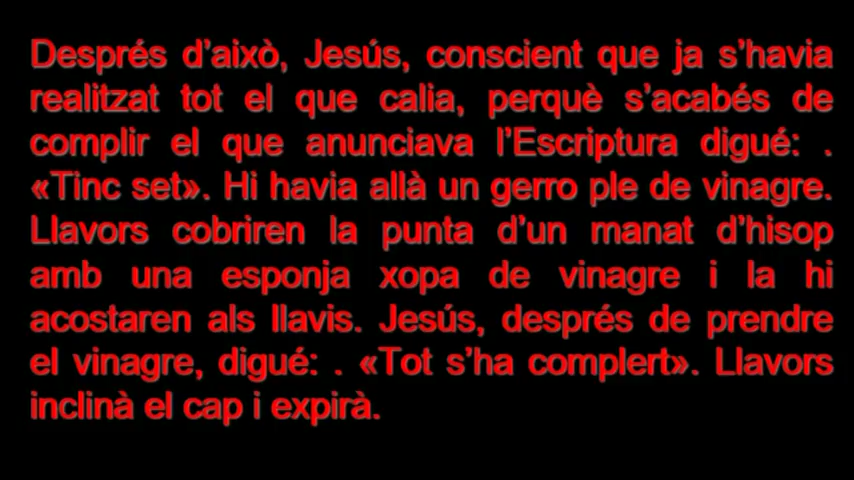 Després d’això, Jesús, conscient que ja s’havia
realitzat tot el que calia, perquè s’acabés de
complir el que anunciava l’Escriptura digué: .
«Tinc set». Hi havia allà un gerro ple de vinagre.
Llavors cobriren la punta d’un manat d’hisop
amb una esponja xopa de vinagre i la hi
acostaren als llavis. Jesús, després de prendre
el vinagre, digué: . «Tot s’ha complert». Llavors
inclinà el cap i expirà.